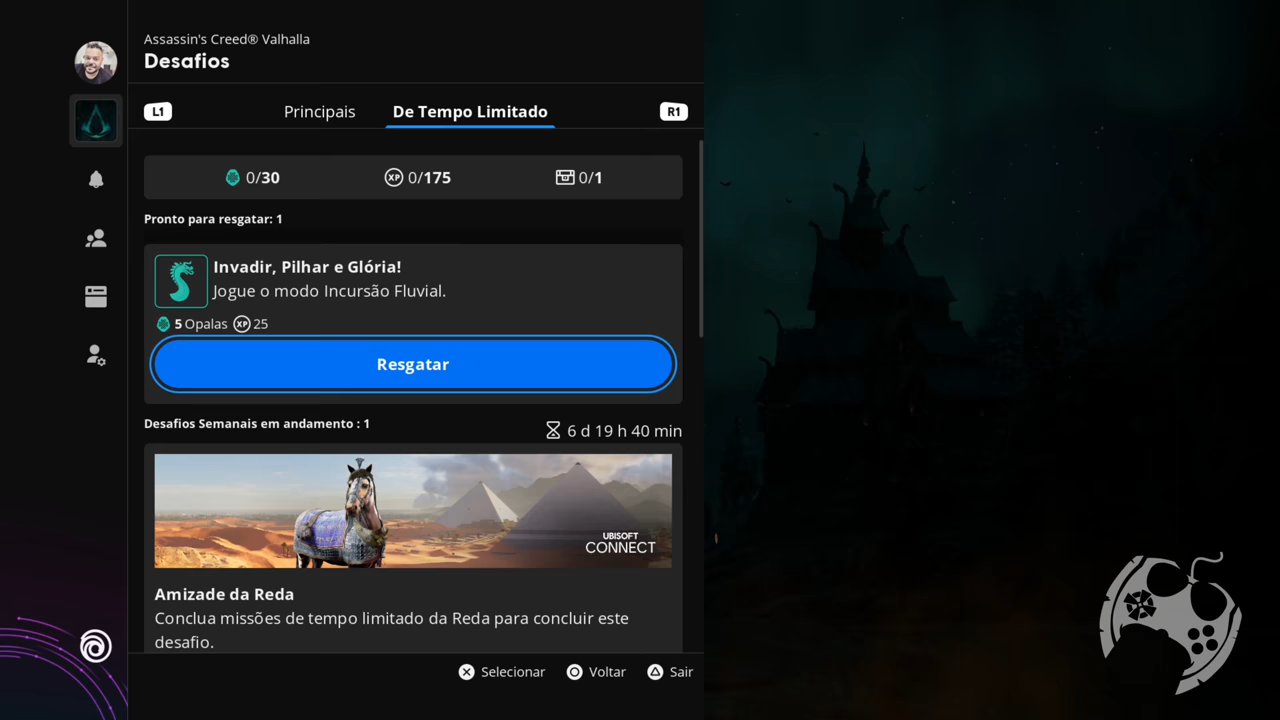 Assassin's Creed® Valhalla
Desafios
L1
Principais
De Tempo Limitado
R1
0/30
XP 0/175
0/1
Pronto para resgatar: 1
Invadir, Pilhar e Glória!
Jogue o modo Incursão Fluvial.
5 Opalas XP 25
Resgatar
Desafios Semanais em andamento : 1
6 d 19 h 40 min
UBISOFT
CONNECT
Amizade da Reda
Conclua missões de tempo limitado da Reda para concluir este
desafio.
Selecionar
Voltar
Sair